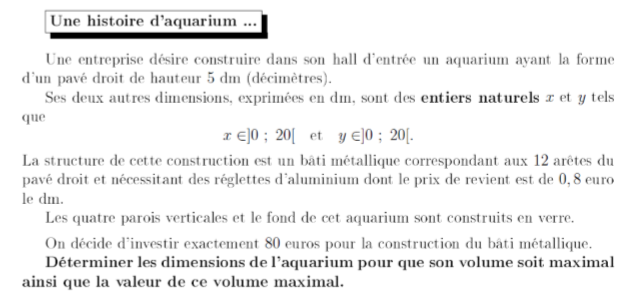 Une histoire d'aquarium ...
Une entreprise désire construire dans son hall d'entrée un aquarium ayant la forme
d'un pavé droit de hauteur 5 dm (décimètres).
Ses deux autres dimensions, exprimées en dm, sont des entiers naturels x et y tels
que
x ∈]0 ; 20[ et y ∈]0 ; 20[.
La structure de cette construction est un bâti métallique correspondant aux 12 arêtes du
pavé droit et nécessitant des réglettes d'aluminium dont le prix de revient est de 0, 8 euro
le dm.
Les quatre parois verticales et le fond de cet aquarium sont construits en verre.
On décide d'investir exactement 80 euros pour la construction du bâti métallique.
Déterminer les dimensions de l'aquarium pour que son volume soit maximal
ainsi que la valeur de ce volume maximal.